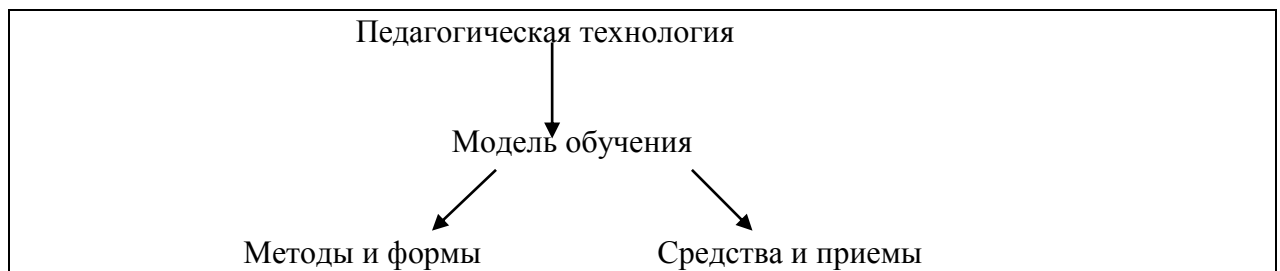 Педагогическая технология
Модель обучения
Методы и формы Средства и приемы